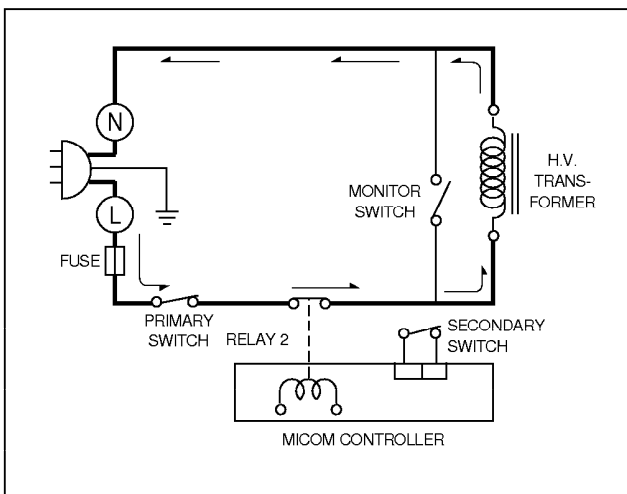 N
H.V.
TRANS-
FORMER
MONITOR
SWITCH
L
FUSE
PRIMARY
SWITCH
RELAY 2
SECONDARY
SWITCH
MICOM CONTROLLER